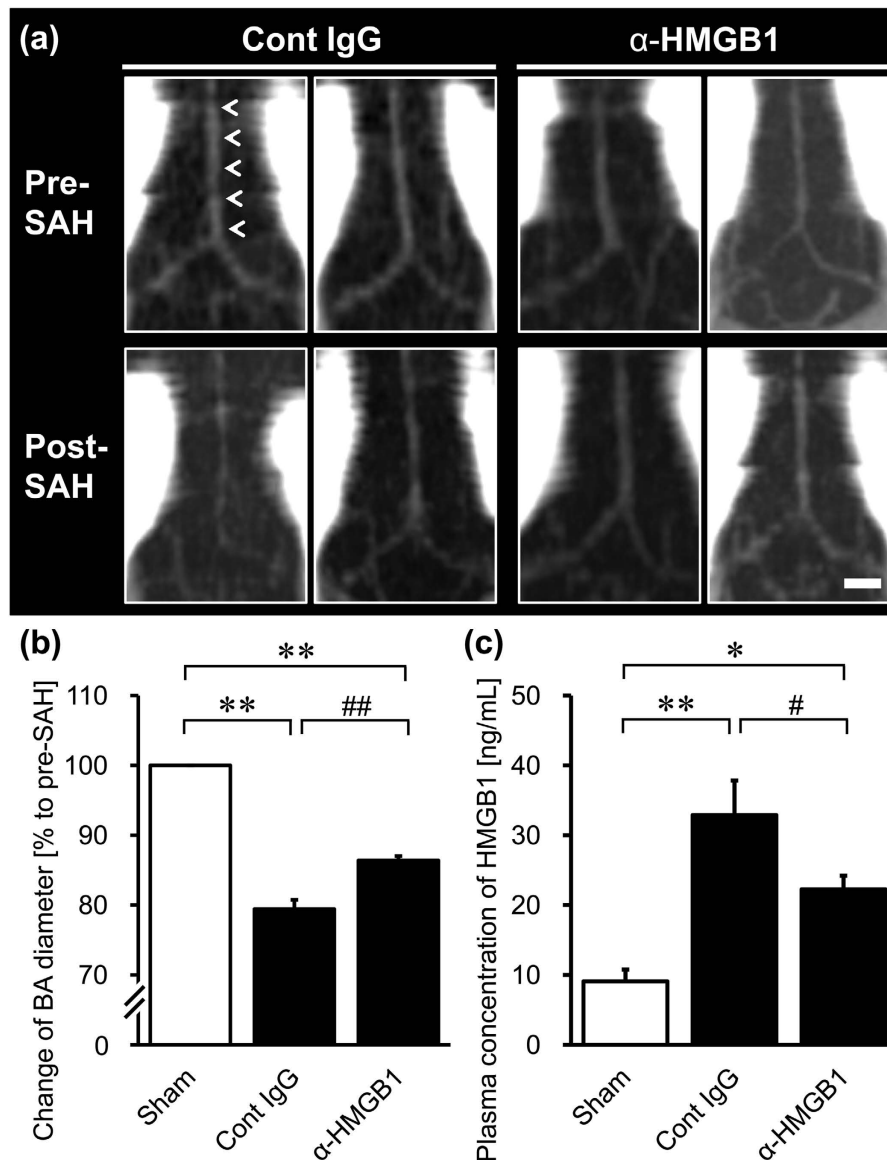 (a)
Cont IgG
α-HMGB1
Pre-
SAH
Post-
SAH
(b)
Change of BA diameter [% to pre-SAH]
110
100
90
80
70
0
**
**
##
Sham
Cont IgG
α-HMGB1
(c)
Plasma concentration of HMGB1 [ng/mL]
50
40
30
20
10
0
*
**
#
Sham
Cont IgG
α-HMGB1